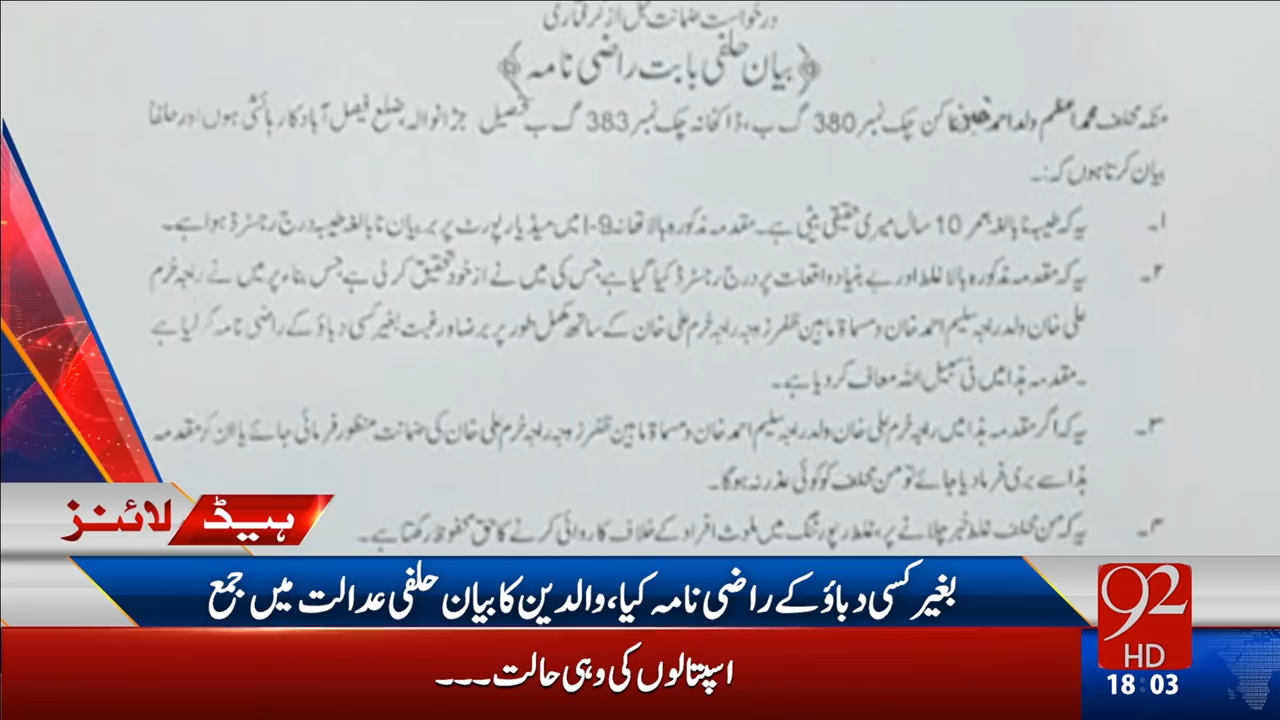 درخواست ضمانت قبل از گرفتاری
﴿بیان حلفی بابت راضی نامہ﴾
منکہ مخلف محمد اعظم ولد احمد ساکن چک نمبر 380 گ ب، ڈاکخانہ چک نمبر 383 گ ب تحصیل جڑانوالہ ضلع فیصل آباد کا رہائشی ہوں اور حلفاً
بیان کرتا ہوں کہ:۔
۱۔ یہ کہ طیبہ نابالغہ بعمر 10 سال میری حقیقی بیٹی ہے۔ مقدمہ مذکورہ بالا تھانہ I-9 میں میڈیا رپورٹ پر بر بیان نابالغہ طیبہ درج رجسٹرڈ ہوا ہے۔
۲۔ یہ کہ مقدمہ مذکورہ بالا غلط اور بے بنیاد واقعات پر درج رجسٹرڈ کیا گیا ہے جس کی میں نے از خود تحقیق کر لی ہے جس بناء پر میں نے راجہ خرم
علی خان ولد راجہ سلیم احمد خان و مسماۃ ماہین ظفر زوجہ راجہ خرم علی خان کے ساتھ مکمل طور پر برضا و رغبت بغیر کسی دباؤ کے راضی نامہ کر لیا ہے
۔ مقدمہ ہذا میں فی سبیل اللہ معاف کر دیا ہے۔
۳۔ یہ کہ اگر مقدمہ ہذا میں راجہ خرم علی خان ولد راجہ سلیم احمد خان و مسماۃ ماہین ظفر زوجہ راجہ خرم علی خان کی ضمانت منظور فرمائی جائے یا ان کو مقدمہ
ہذا سے بری فرما دیا جائے تو من مخلف کو کوئی عذر نہ ہوگا۔
۴۔ یہ کہ من مخلف غلط خبر چلانے پر، غلط رپورٹنگ میں ملوث افراد کے خلاف کاروائی کرنے کا حق محفوظ رکھتا ہے۔
ہیڈ لائنز
بغیر کسی دباؤ کے راضی نامہ کیا، والدین کا بیان حلفی عدالت میں جمع
اسپتالوں کی وہی حالت۔۔۔
92
HD
18:03